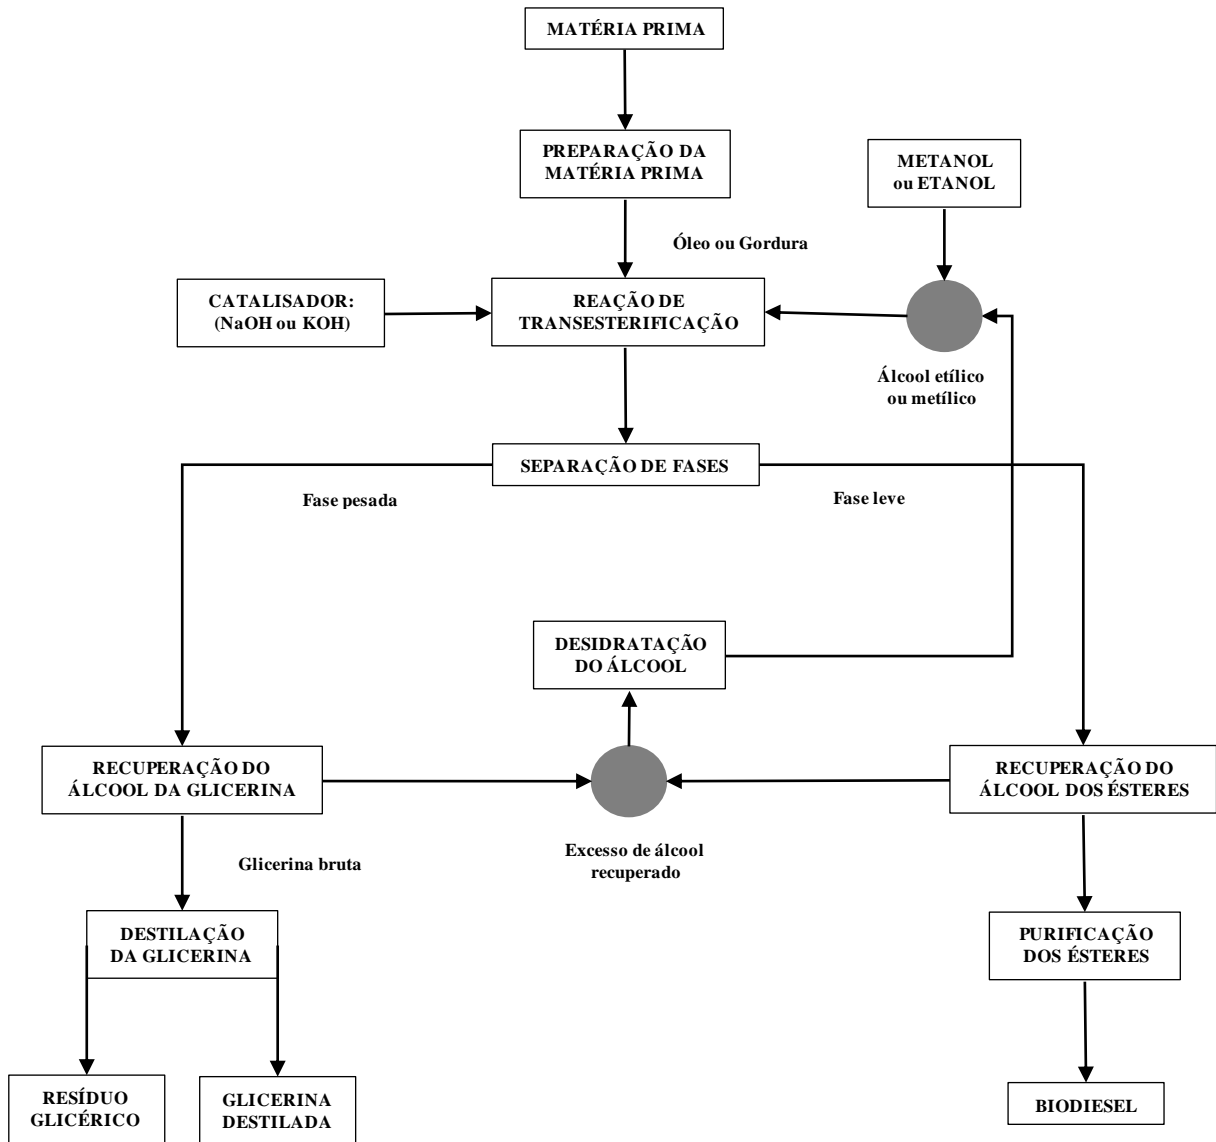 MATÉRIA PRIMA
PREPARAÇÃO DA
MATÉRIA PRIMA
METANOL
ou ETANOL
Óleo ou Gordura
CATALISADOR:
(NaOH ou KOH)
REAÇÃO DE
TRANSESTERIFICAÇÃO
Álcool etílico
ou metílico
SEPARAÇÃO DE FASES
Fase pesada
Fase leve
DESIDRATAÇÃO
DO ÁLCOOL
RECUPERAÇÃO DO
ÁLCOOL DA GLICERINA
RECUPERAÇÃO DO
ÁLCOOL DOS ÉSTERES
Excesso de álcool
recuperado
Glicerina bruta
DESTILAÇÃO
DA GLICERINA
PURIFICAÇÃO
DOS ÉSTERES
RESÍDUO
GLICÉRICO
GLICERINA
DESTILADA
BIODIESEL